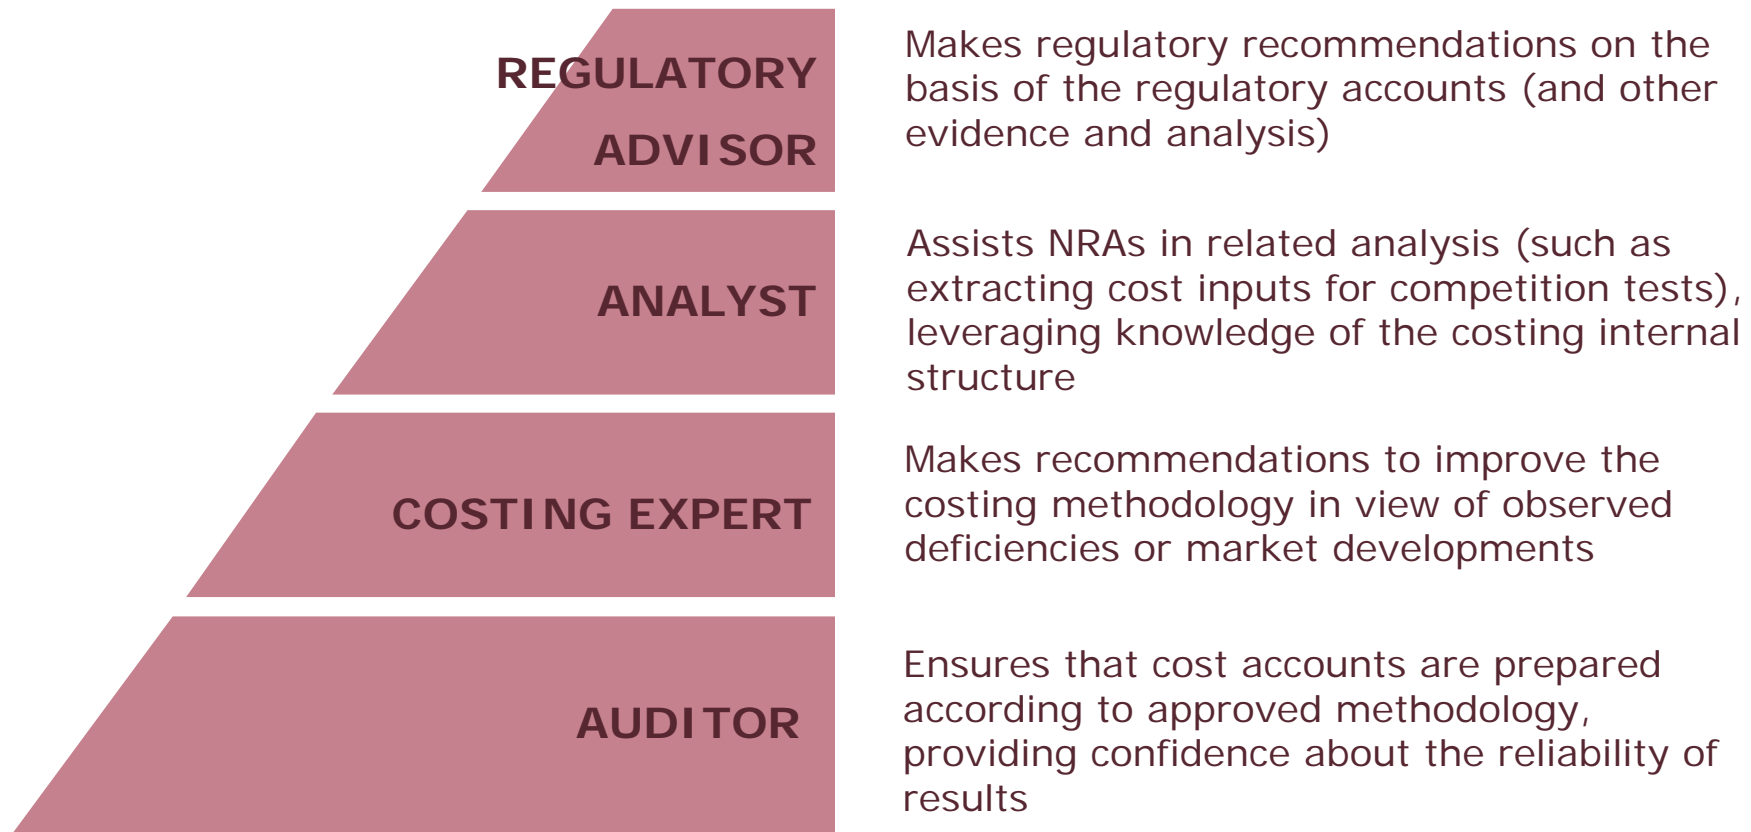 REGULATORY
ADVISOR
Makes regulatory recommendations on the
basis of the regulatory accounts (and other
evidence and analysis)
ANALYST
Assists NRAs in related analysis (such as
extracting cost inputs for competition tests),
leveraging knowledge of the costing internal
structure
COSTING EXPERT
Makes recommendations to improve the
costing methodology in view of observed
deficiencies or market developments
AUDITOR
Ensures that cost accounts are prepared
according to approved methodology,
providing confidence about the reliability of
results